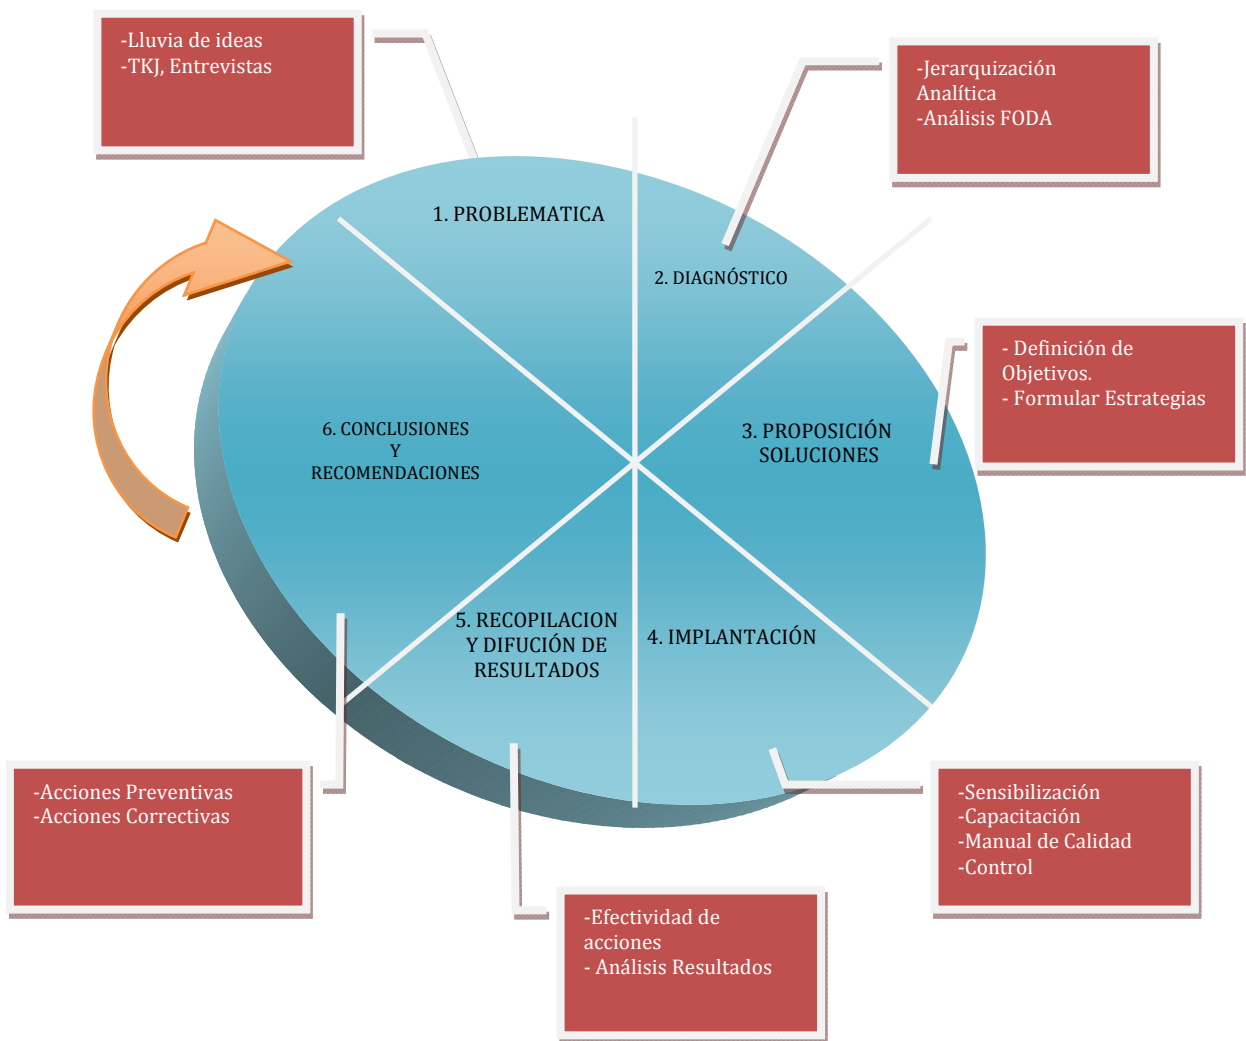 -Lluvia de ideas
-TKJ, Entrevistas
-Jerarquización
Analítica
-Análisis FODA
1. PROBLEMATICA
2. DIAGNÓSTICO
- Definición de
Objetivos.
- Formular Estrategias
3. PROPOSICIÓN
SOLUCIONES
6. CONCLUSIONES
Y
RECOMENDACIONES
5. RECOPILACION
Y DIFUCIÓN DE
RESULTADOS
4. IMPLANTACIÓN
-Acciones Preventivas
-Acciones Correctivas
-Sensibilización
-Capacitación
-Manual de Calidad
-Control
-Efectividad de
acciones
- Análisis Resultados